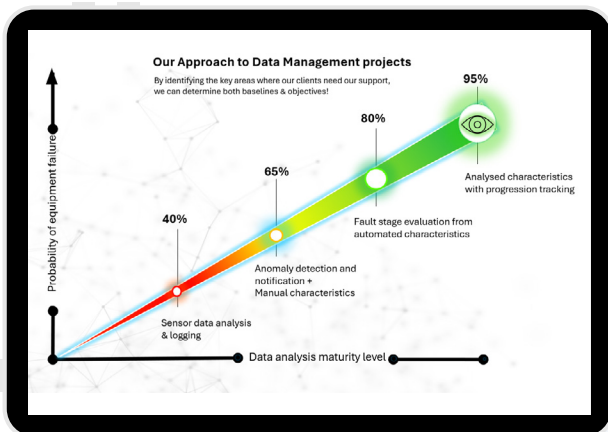 Our Approach to Data Management projects
By identifying the key areas where our clients need our support,
we can determine both baselines & objectives!
95%
80%
65%
40%
Analysed characteristics
with progression tracking
Fault stage evaluation from
automated characteristics
Anomaly detection and
notification +
Manual characteristics
Sensor data analysis
& logging
Probability of equipment failure
Data analysis maturity level